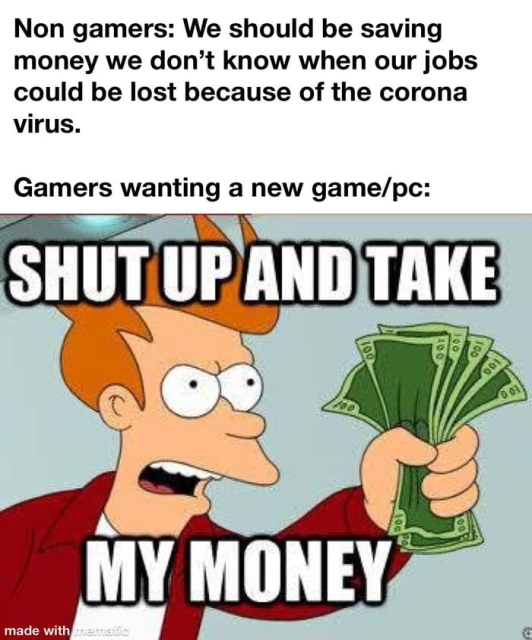 Non gamers: We should be saving
money we don’t know when our jobs
could be lost because of the corona
virus.
Gamers wanting a new game/pc:
SHUT UP AND TAKE
MY MONEY
made with mematic